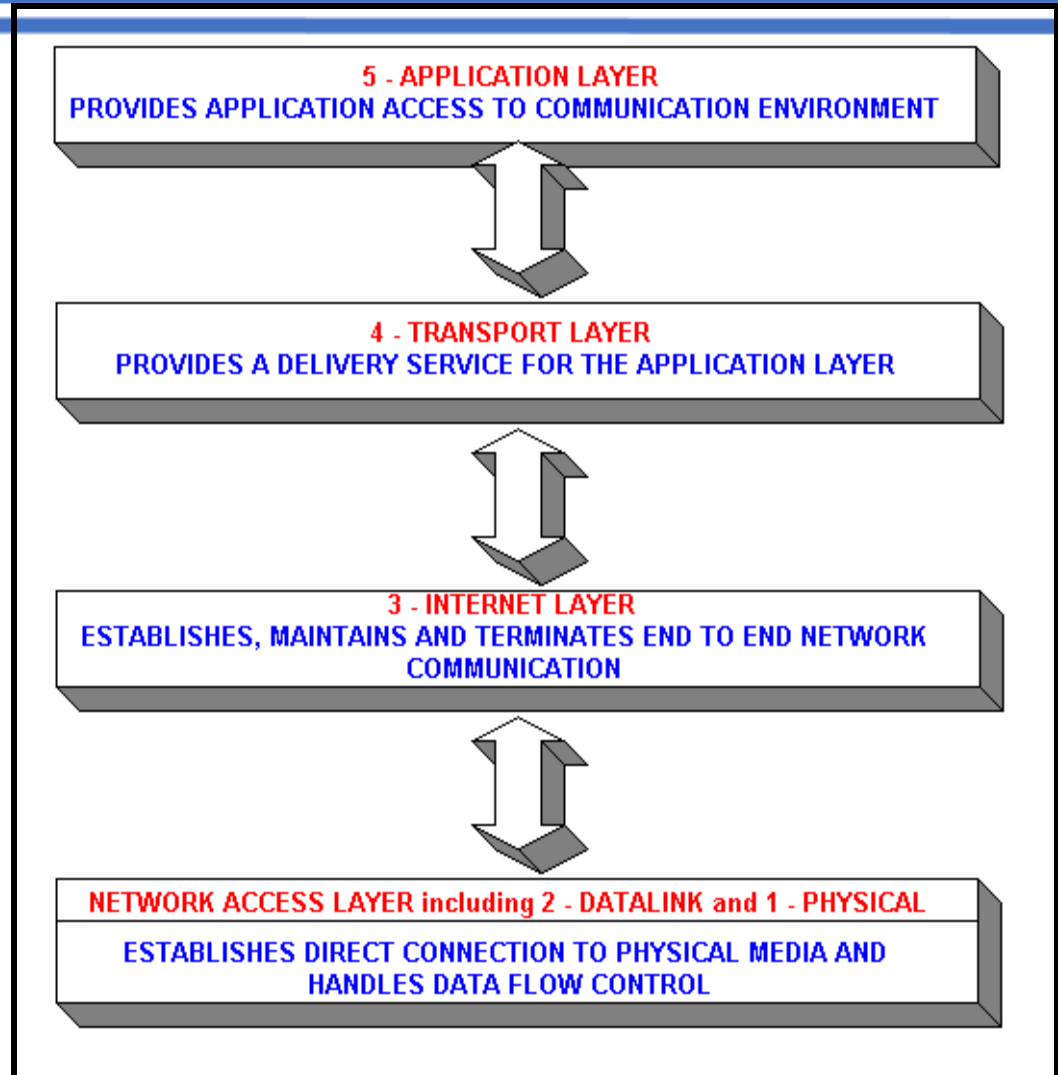 5 - APPLICATION LAYER
PROVIDES APPLICATION ACCESS TO COMMUNICATION ENVIRONMENT
4 - TRANSPORT LAYER
PROVIDES A DELIVERY SERVICE FOR THE APPLICATION LAYER
3 - INTERNET LAYER
ESTABLISHES, MAINTAINS AND TERMINATES END TO END NETWORK
COMMUNICATION
NETWORK ACCESS LAYER including 2 - DATALINK and 1 - PHYSICAL
ESTABLISHES DIRECT CONNECTION TO PHYSICAL MEDIA AND
HANDLES DATA FLOW CONTROL